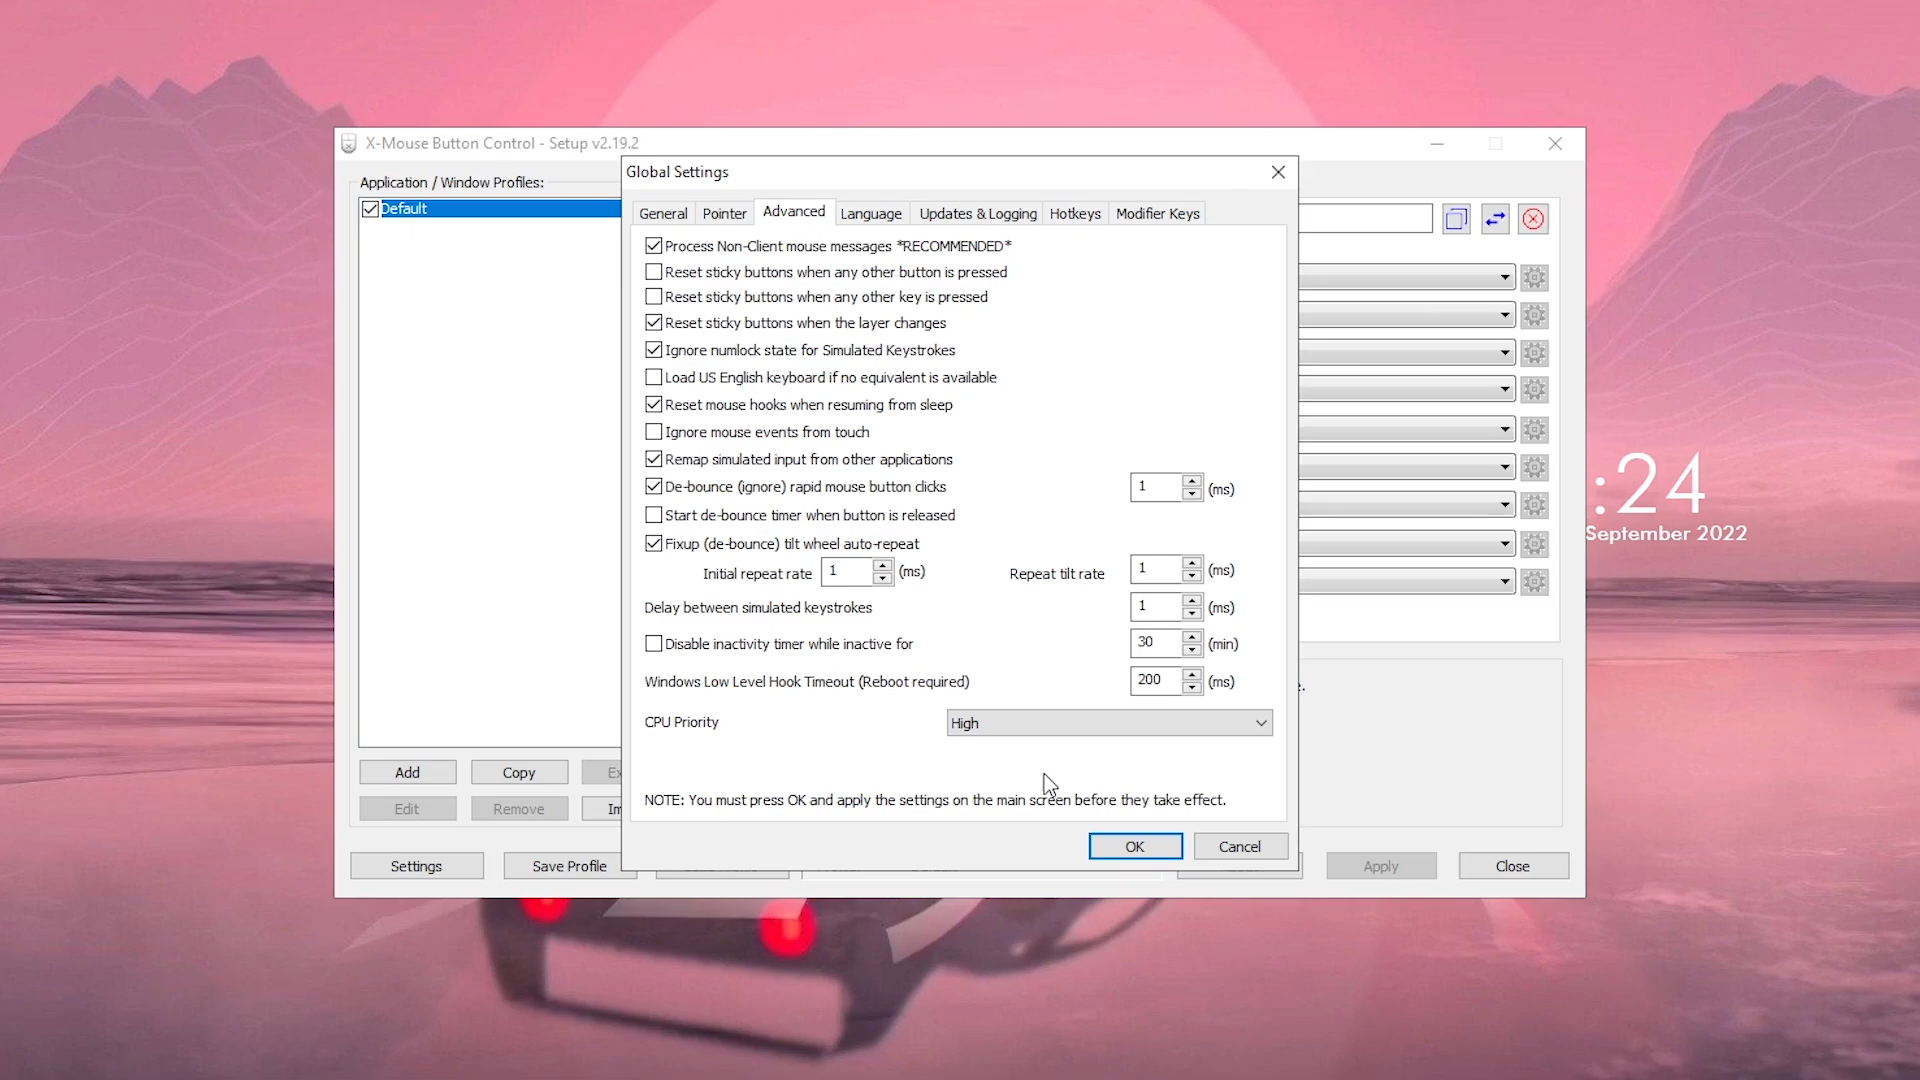 X-Mouse Button Control - Setup v2.19.2
Application / Window Profiles:
Default
Global Settings
General
Pointer
Advanced
Language
Updates & Logging
Hotkeys
Modifier Keys
Process Non-Client mouse messages *RECOMMENDED*
Reset sticky buttons when any other button is pressed
Reset sticky buttons when any other key is pressed
Reset sticky buttons when the layer changes
Ignore numlock state for Simulated Keystrokes
Load US English keyboard if no equivalent is available
Reset mouse hooks when resuming from sleep
Ignore mouse events from touch
Remap simulated input from other applications
De-bounce (ignore) rapid mouse button clicks 1 (ms)
Start de-bounce timer when button is released
Fixup (de-bounce) tilt wheel auto-repeat
Initial repeat rate 1 (ms) Repeat tilt rate 1 (ms)
Delay between simulated keystrokes 1 (ms)
Disable inactivity timer while inactive for 30 (min)
Windows Low Level Hook Timeout (Reboot required) 200 (ms)
CPU Priority High
NOTE: You must press OK and apply the settings on the main screen before they take effect.
OK
Cancel
Add
Copy
Ex
Edit
Remove
Im
Settings
Save Profile
Apply
Close
:24
September 2022